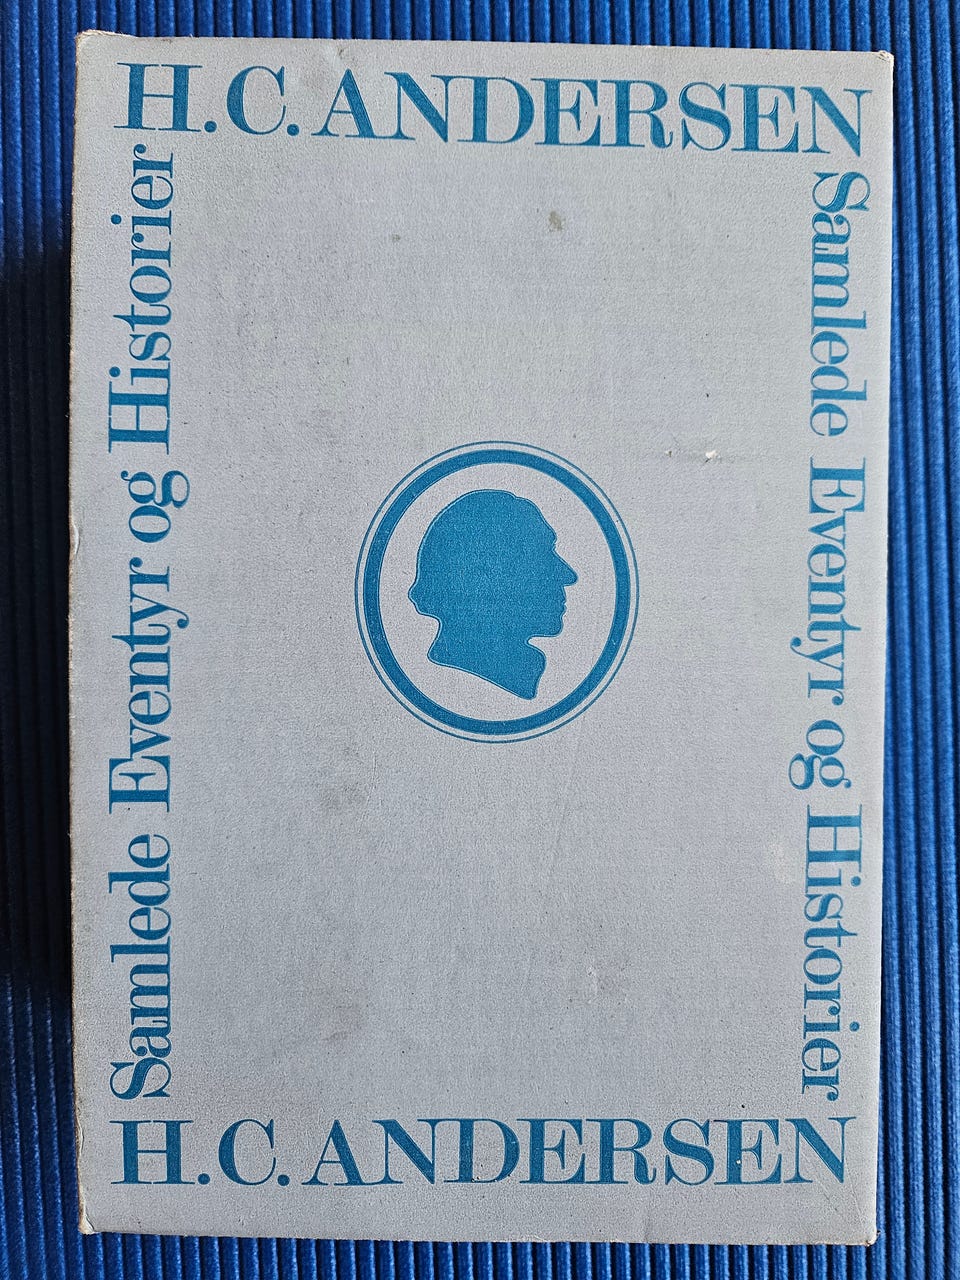 H.C.ANDERSEN
Samlede Eventyr og Historier
Samlede Eventyr og Historier
H.C.ANDERSEN